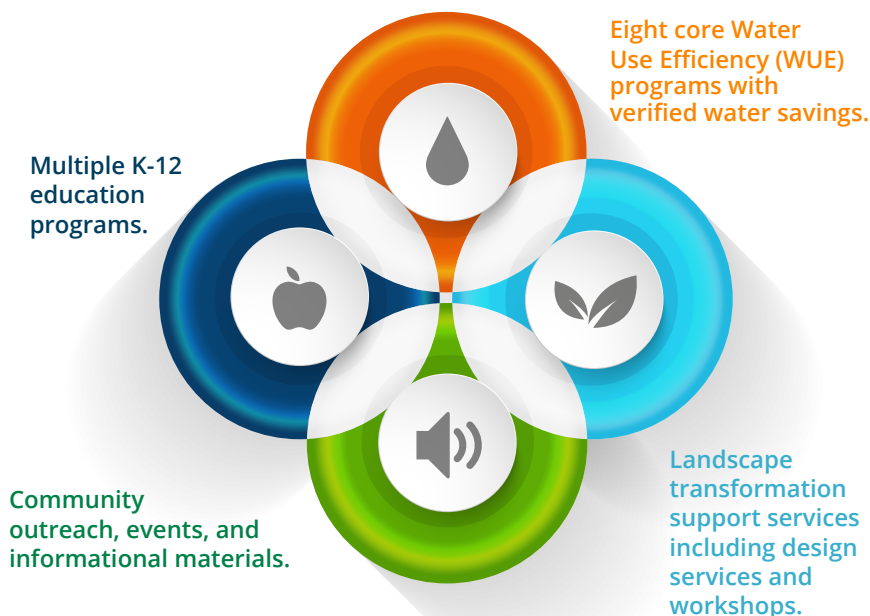 Eight core Water
Use Efficiency (WUE)
programs with
verified water savings.
Multiple K-12
education
programs.
Community
outreach, events, and
informational materials.
Landscape
transformation
support services
including design
services and
workshops.